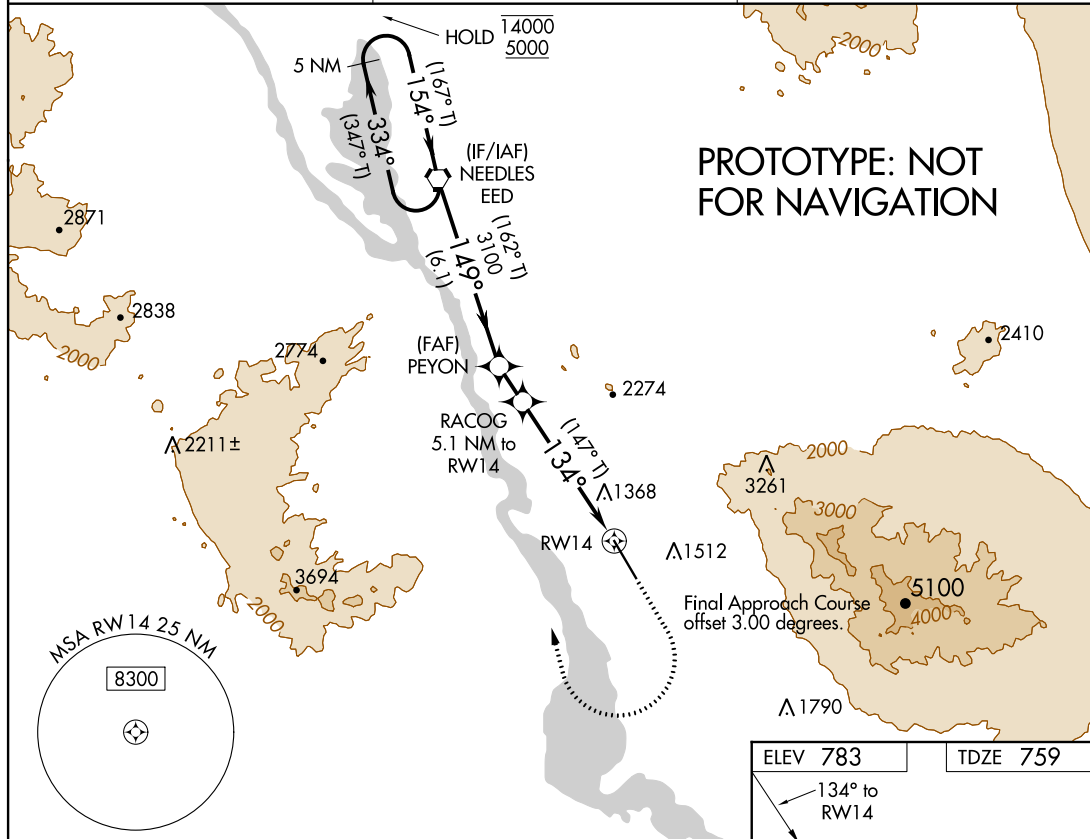 HOLD
14000
5000
2000
5 NM
154°
(167° T)
334°
(347° T)
(IF/IAF)
NEEDLES
EED
PROTOTYPE: NOT
FOR NAVIGATION
2871
149°
(162° T)
3100
(6.1)
2838
2000
2774
(FAF)
PEYON
2410
2274
RACOG
5.1 NM to
RW14
2211±
134°
(147° T)
2000
3261
1368
3000
RW14
1512
3694
2000
Final Approach Course
offset 3.00 degrees.
5100
4000
MSA RW14 25 NM
8300
1790
ELEV 783
TDZE 759
134° to
RW14